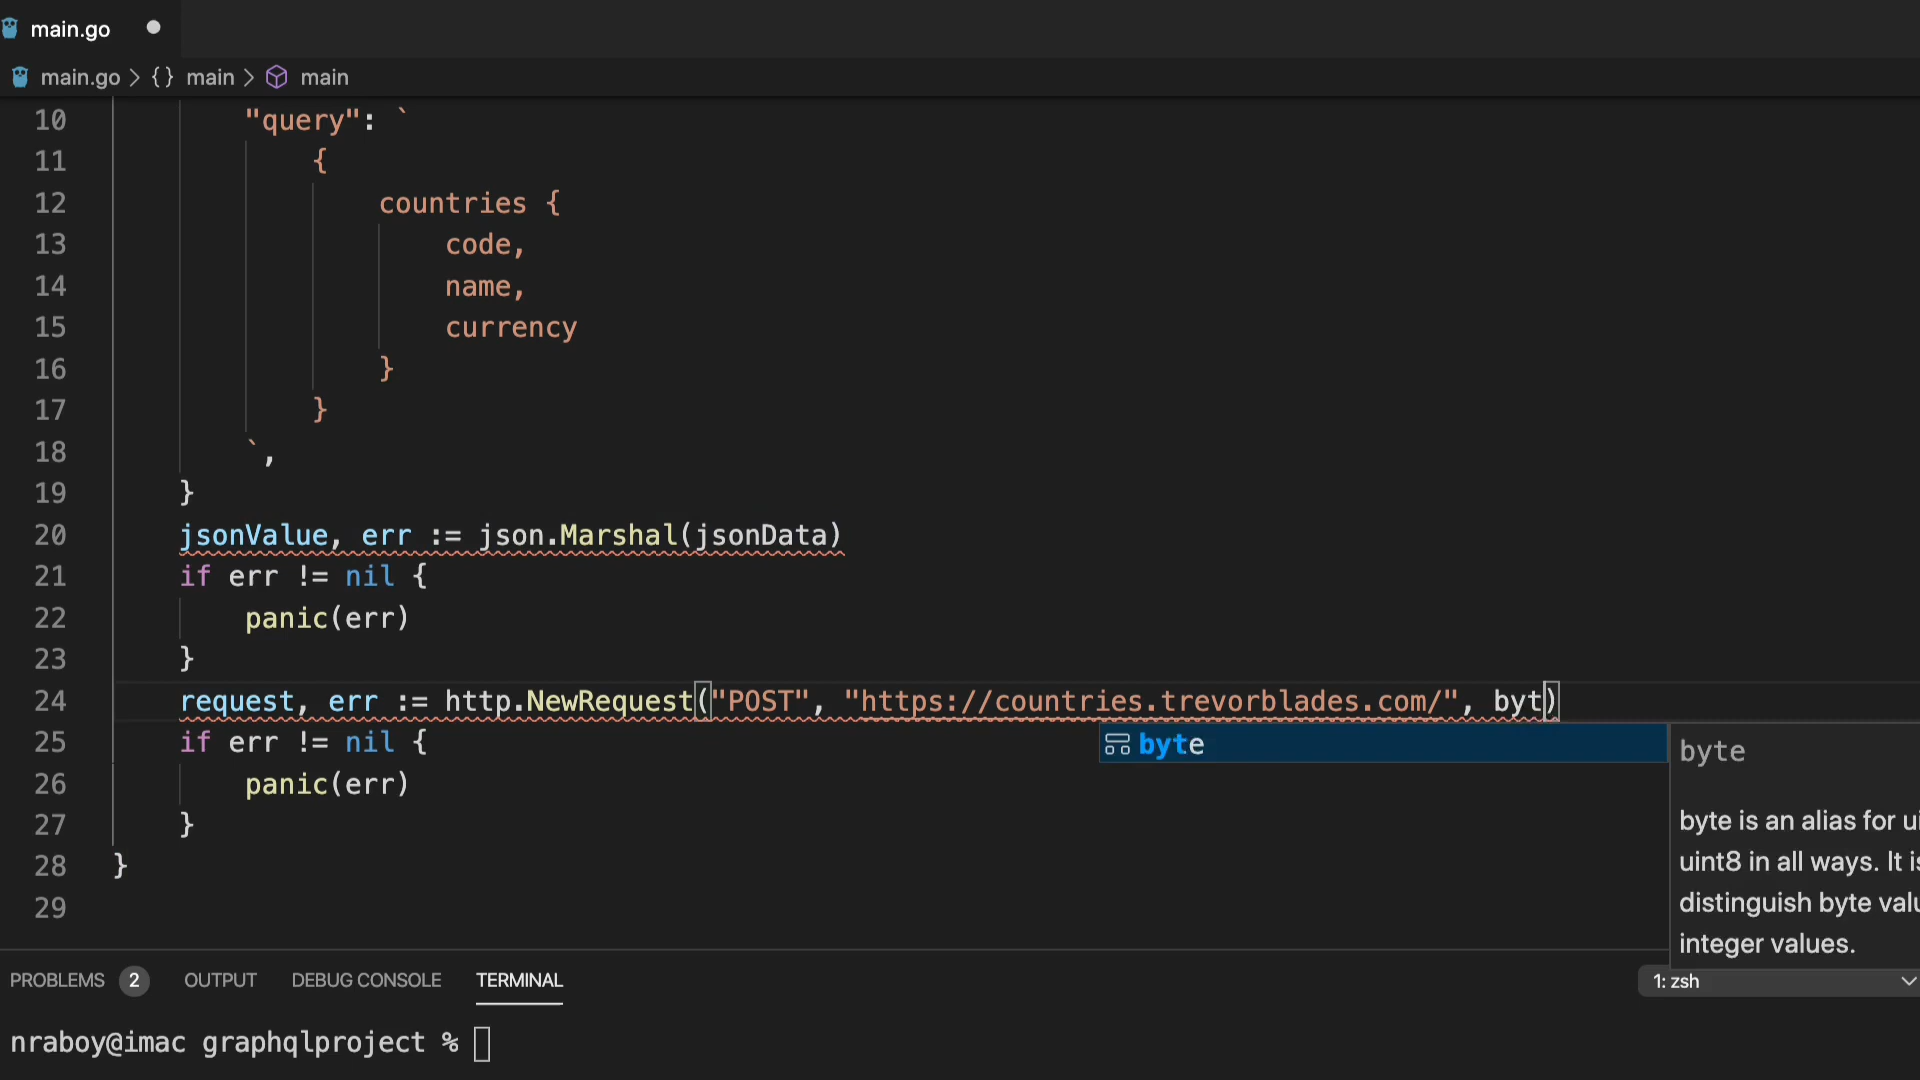 main.go
main.go > {} main > main
10 "query": `
11 {
12 countries {
13 code,
14 name,
15 currency
16 }
17 }
18 `,
19 }
20 jsonValue, err := json.Marshal(jsonData)
21 if err != nil {
22 panic(err)
23 }
24 request, err := http.NewRequest("POST", "https://countries.trevorblades.com/", byt)
25 if err != nil {
26 panic(err)
27 }
28 }
29
byte
byte
byte is an alias for ui
uint8 in all ways. It is
distinguish byte valu
integer values.
PROBLEMS 2 OUTPUT DEBUG CONSOLE TERMINAL 1: zsh
nraboy@imac graphqlproject %